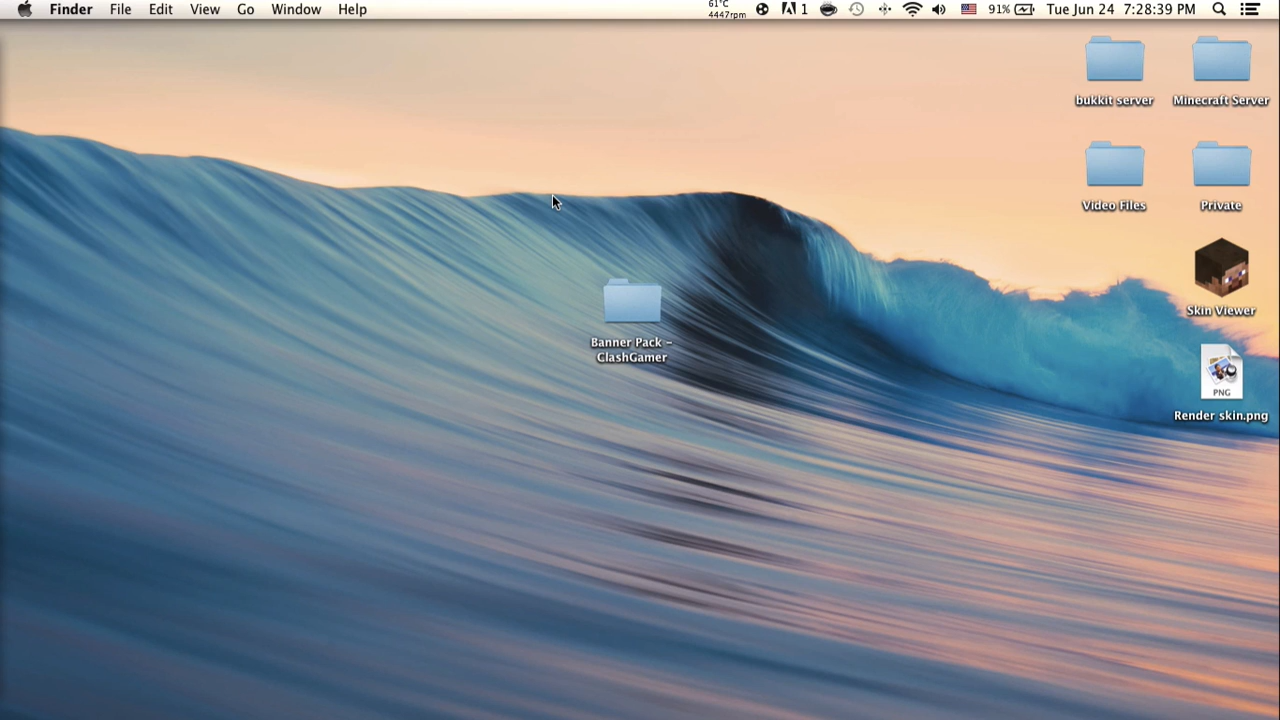 Finder File Edit View Go Window Help 61°C 4447rpm 1 91% Tue Jun 24 7:28:39 PM
bukkit server
Minecraft Server
Video Files
Private
Skin Viewer
Banner Pack –
ClashGamer
PNG
Render skin.png